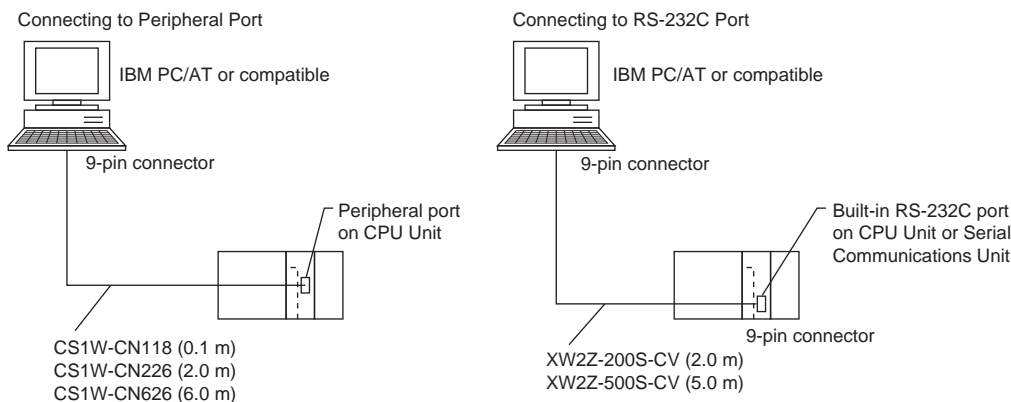 Connecting to Peripheral Port
IBM PC/AT or compatible
9-pin connector
Peripheral port
on CPU Unit
CS1W-CN118 (0.1 m)
CS1W-CN226 (2.0 m)
CS1W-CN626 (6.0 m)
Connecting to RS-232C Port
IBM PC/AT or compatible
9-pin connector
Built-in RS-232C port
on CPU Unit or Serial
Communications Unit
9-pin connector
XW2Z-200S-CV (2.0 m)
XW2Z-500S-CV (5.0 m)